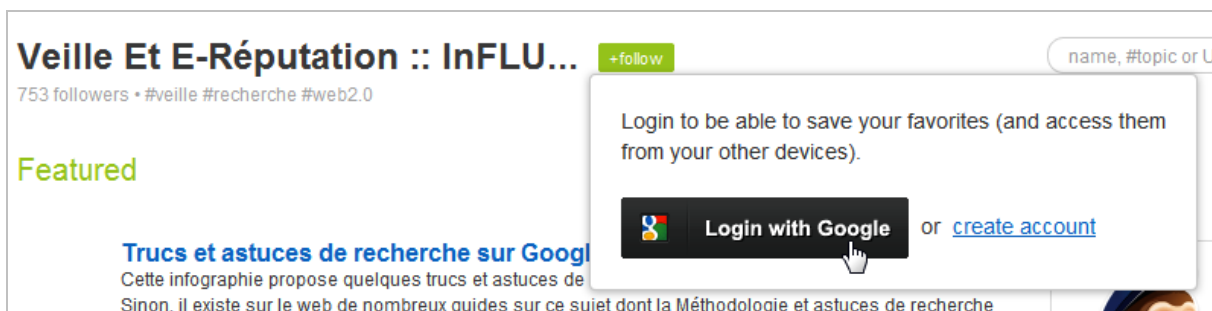 Veille Et E-Réputation :: InFLU... +follow
name, #topic or U
753 followers • #veille #recherche #web2.0
Login to be able to save your favorites (and access them
from your other devices).
Login with Google or create account
Featured
Trucs et astuces de recherche sur Googl
Cette infographie propose quelques trucs et astuces de
Sinon, il existe sur le web de nombreux guides sur ce sujet dont la Méthodologie et astuces de recherche